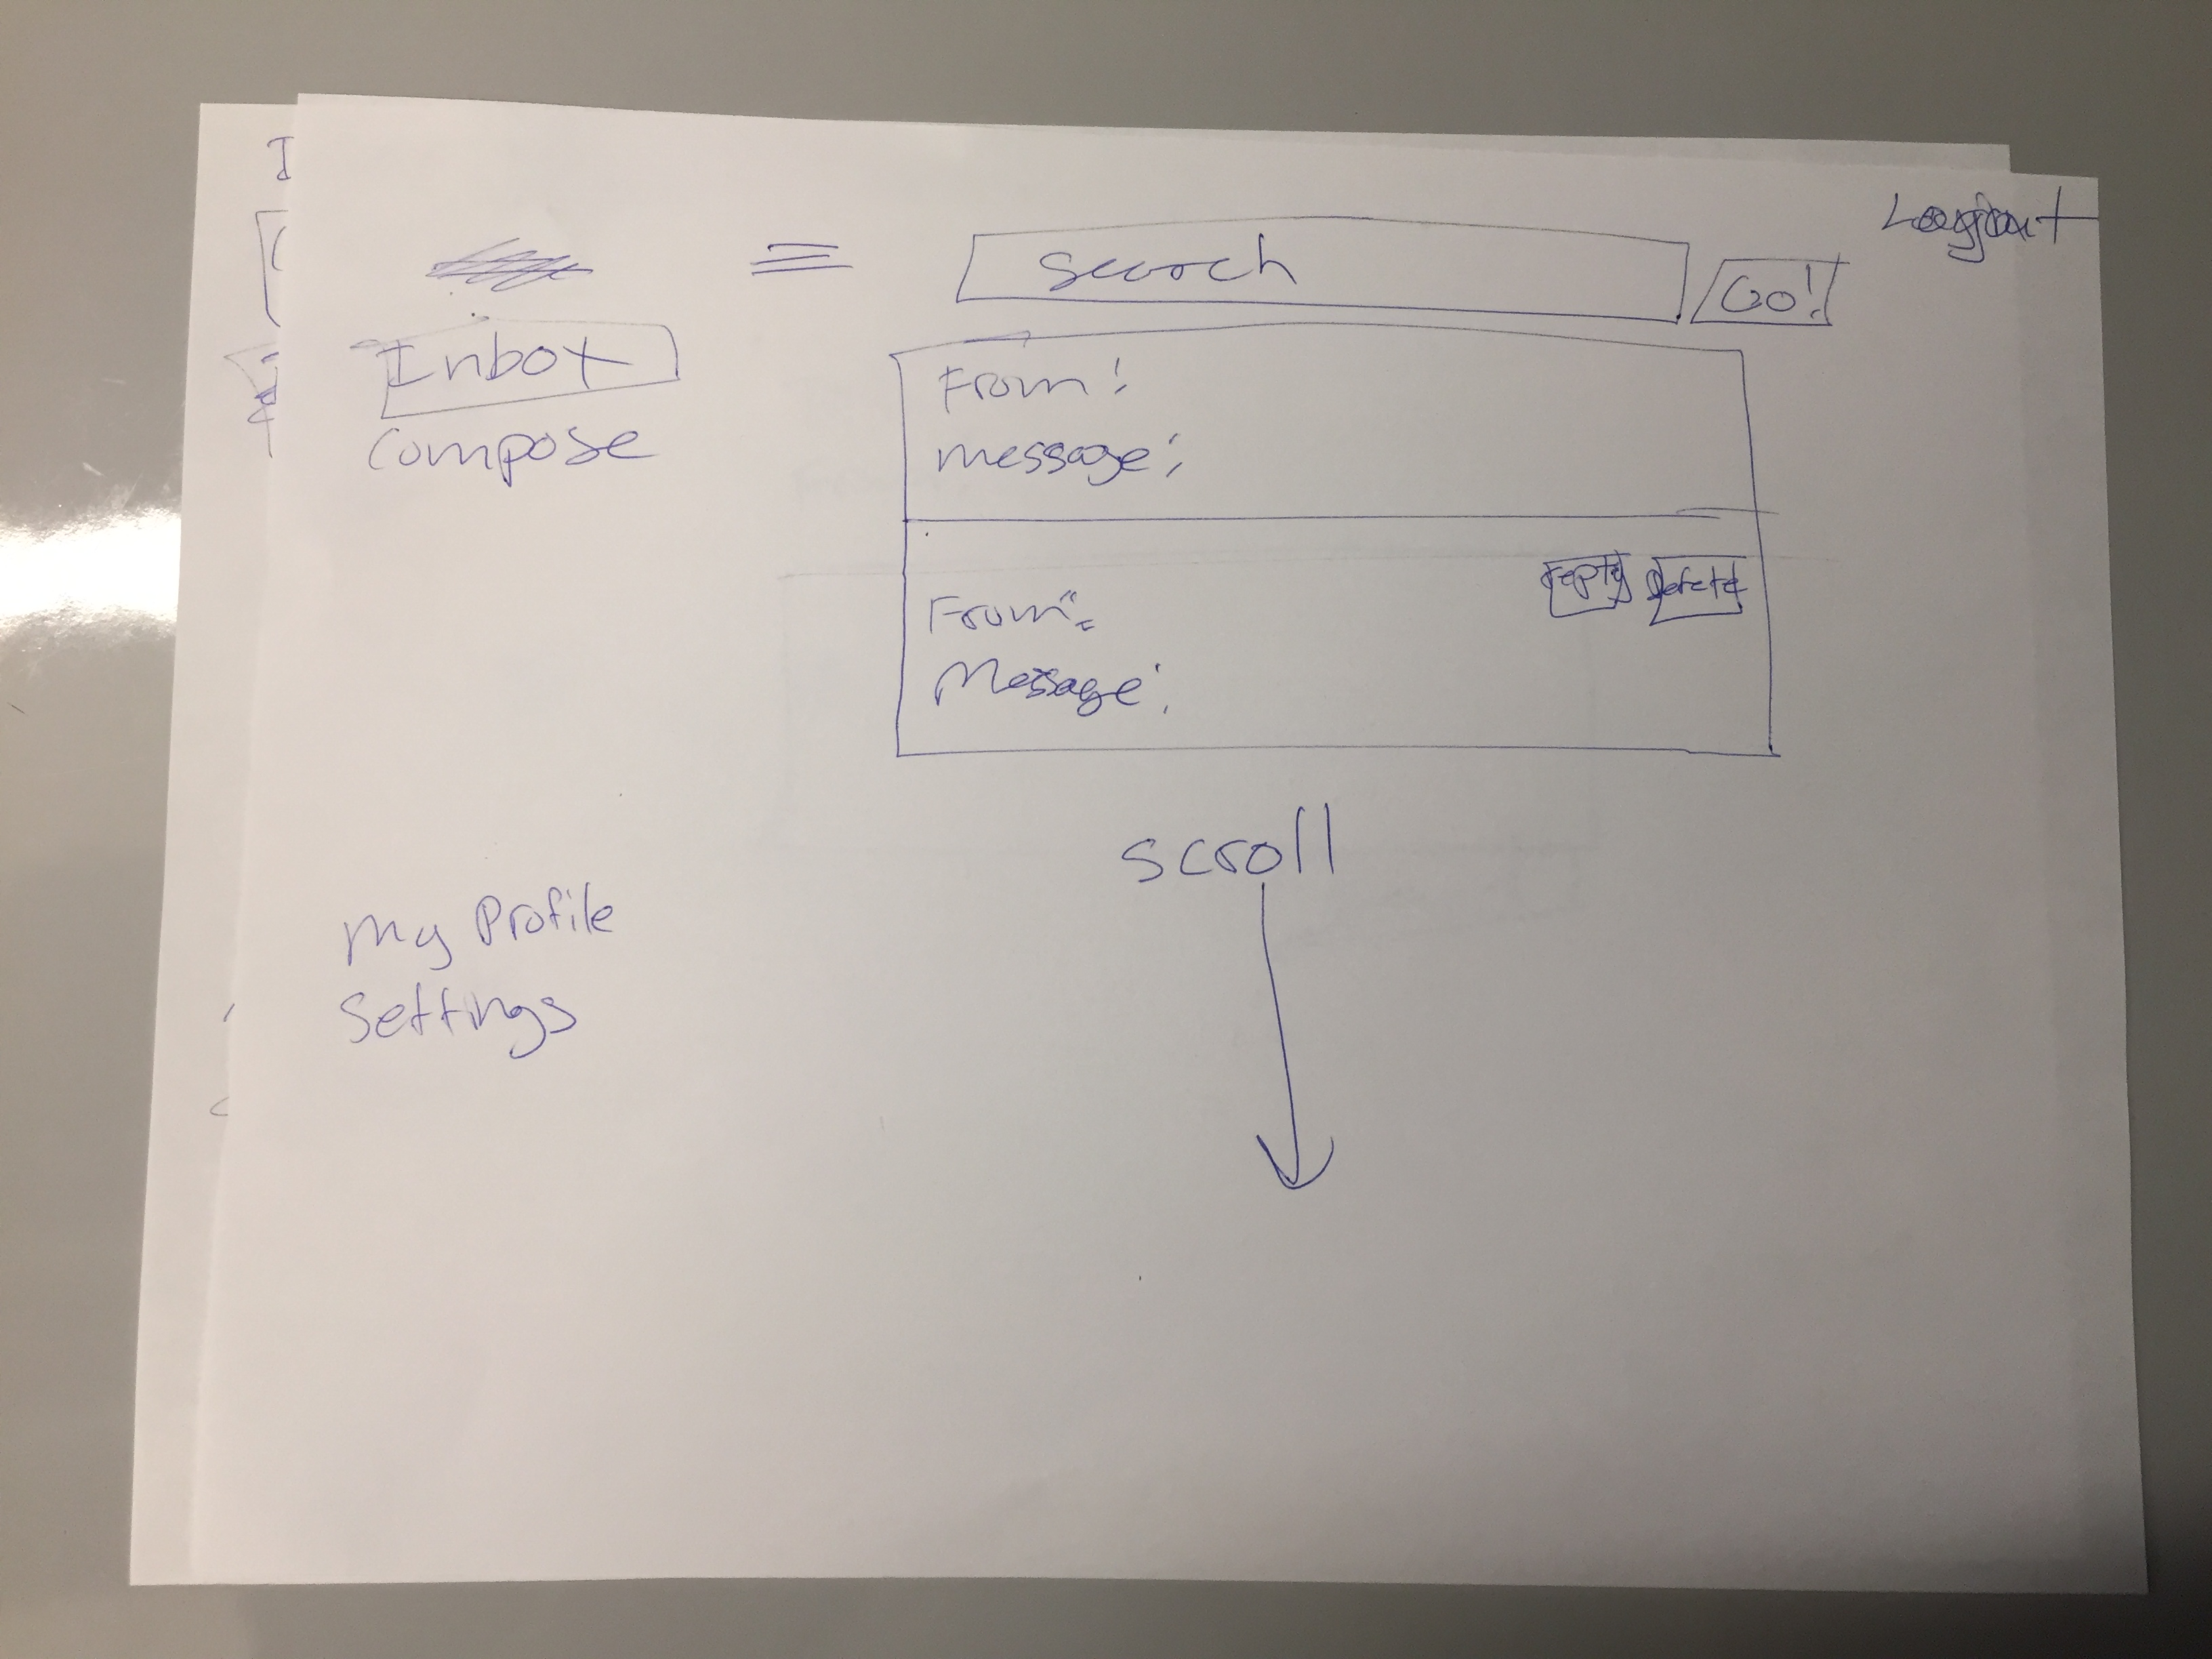 Logout
Search Go!
Inbox
compose
From:
message:
From:
Message:
reply delete
scroll
my profile
settings